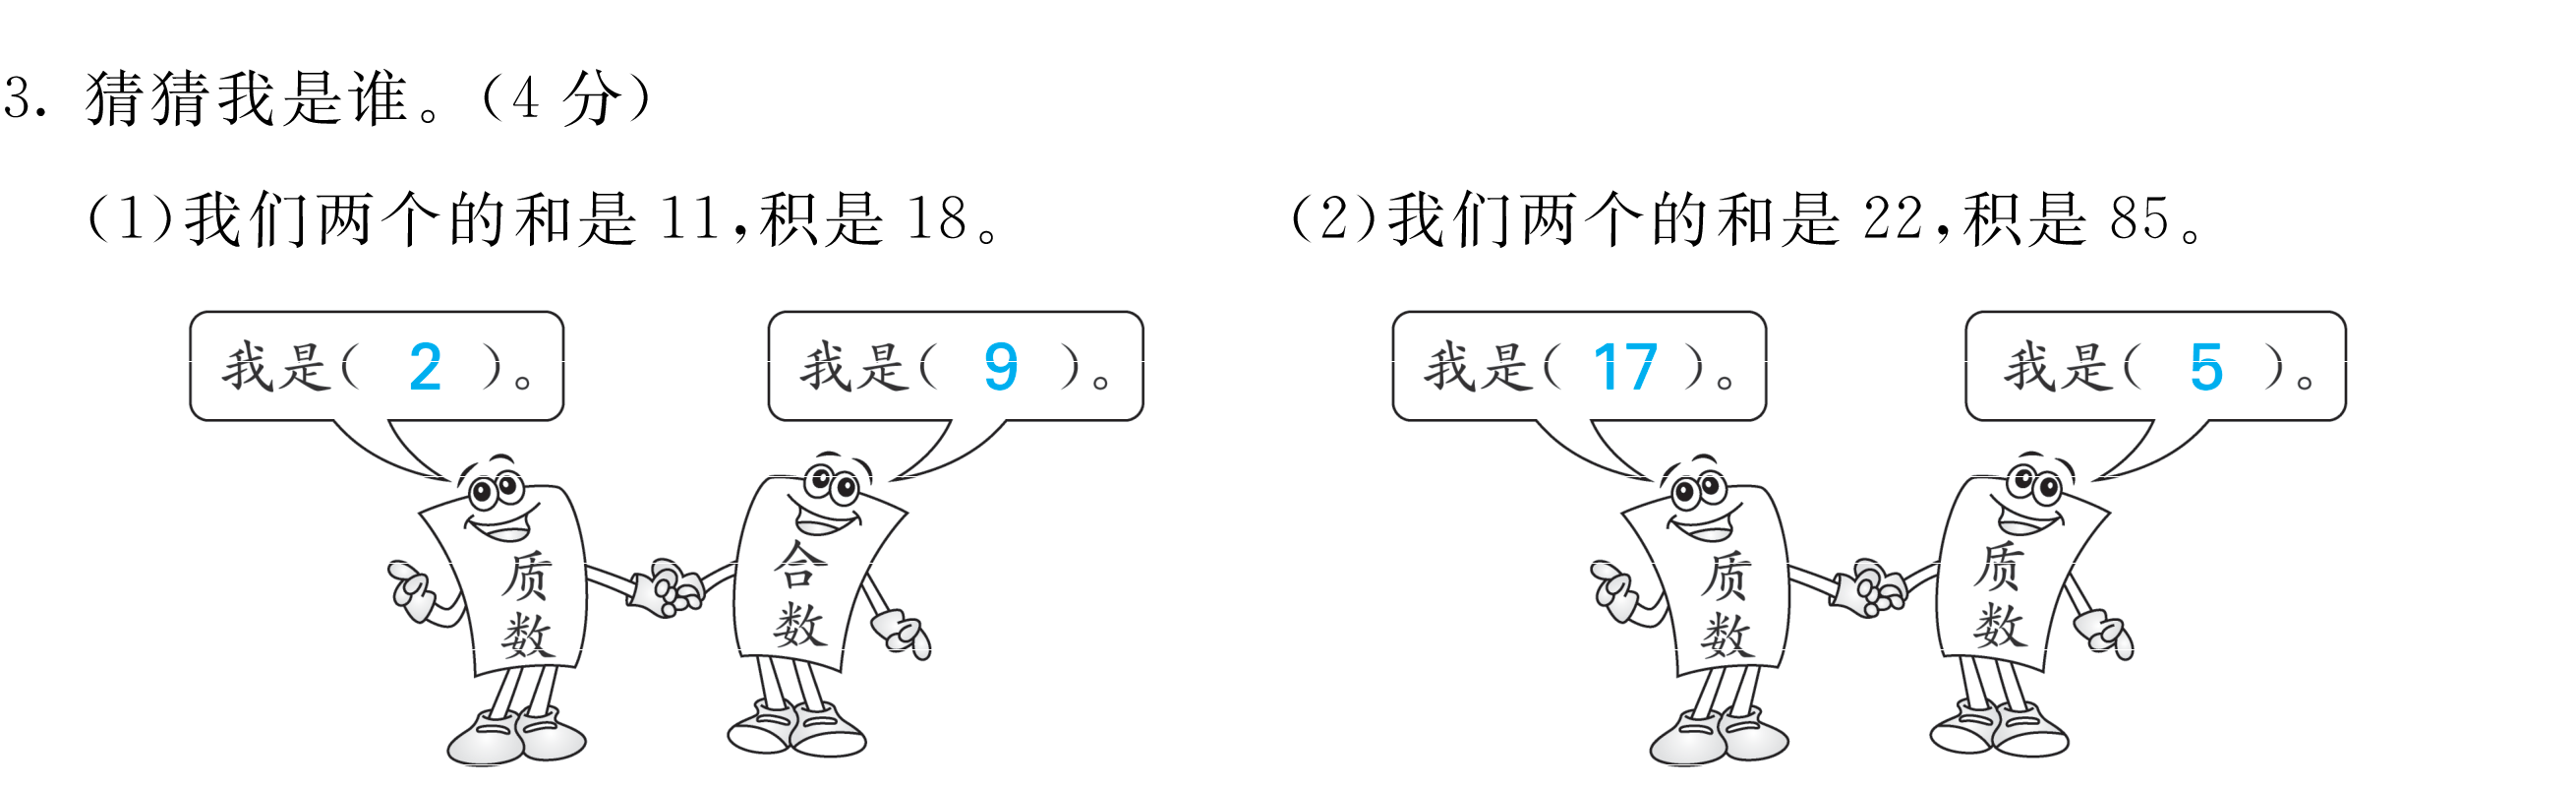 3. 猜猜我是谁。(4 分)
(1)我们两个的和是 11,积是 18。
(2)我们两个的和是 22,积是 85。
我是( 2 )。
我是( 9 )。
我是( 17 )。
我是( 5 )。
质数
合数
质数
质数